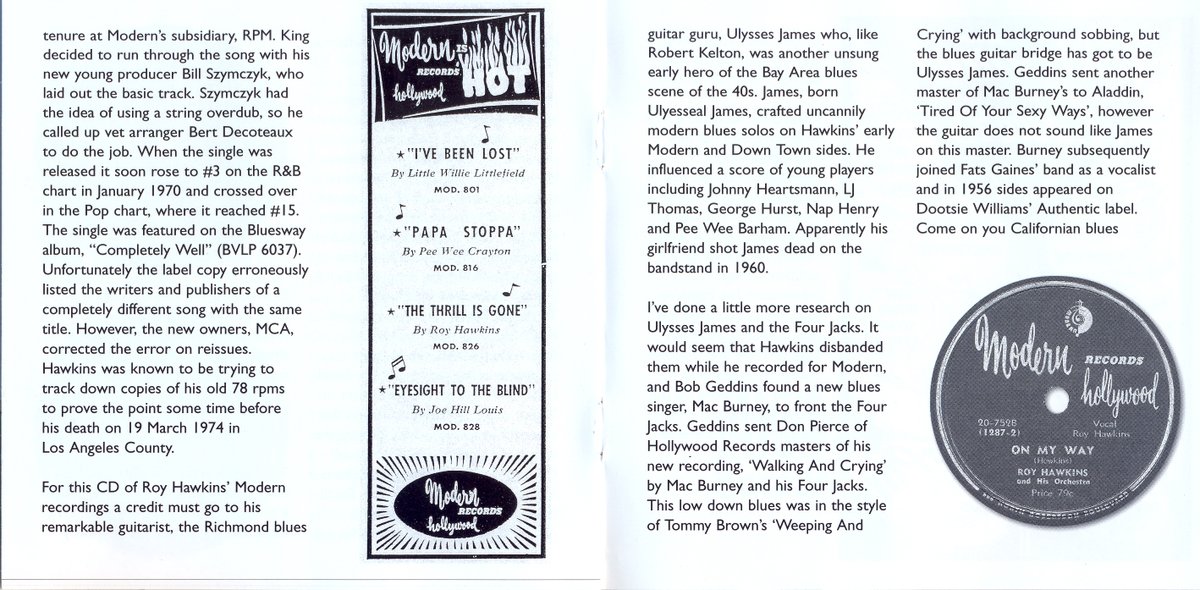 tenure at Modern's subsidiary, RPM. King
decided to run through the song with his
new young producer Bill Szymczyk, who
laid out the basic track. Szymczyk had
the idea of using a string overdub, so he
called up vet arranger Bert Decoteaux
to do the job. When the single was
released it soon rose to #3 on the R&B
chart in January 1970 and crossed over
in the Pop chart, where it reached #15.
The single was featured on the Bluesway
album, “Completely Well” (BVLP 6037).
Unfortunately the label copy erroneously
listed the writers and publishers of a
completely different song with the same
title. However, the new owners, MCA,
corrected the error on reissues.
Hawkins was known to be trying to
track down copies of his old 78 rpms
to prove the point some time before
his death on 19 March 1974 in
Los Angeles County.
For this CD of Roy Hawkins' Modern
recordings a credit must go to his
remarkable guitarist, the Richmond blues
Modern IS
RECORDS HOT
hollywood
★"I'VE BEEN LOST"
By Little Willie Littlefield
MOD. 801
★"PAPA STOPPA"
By Pee Wee Crayton
MOD. 816
★"THE THRILL IS GONE"
By Roy Hawkins
MOD. 826
★"EYESIGHT TO THE BLIND"
By Joe Hill Louis
MOD. 828
Modern
RECORDS
hollywood
guitar guru, Ulysses James who, like
Robert Kelton, was another unsung
early hero of the Bay Area blues
scene of the 40s. James, born
Ulyesseal James, crafted uncannily
modern blues solos on Hawkins' early
Modern and Down Town sides. He
influenced a score of young players
including Johnny Heartsmann, LJ
Thomas, George Hurst, Nap Henry
and Pee Wee Barham. Apparently his
girlfriend shot James dead on the
bandstand in 1960.
I've done a little more research on
Ulysses James and the Four Jacks. It
would seem that Hawkins disbanded
them while he recorded for Modern,
and Bob Geddins found a new blues
singer, Mac Burney, to front the Four
Jacks. Geddins sent Don Pierce of
Hollywood Records masters of his
new recording, ‘Walking And Crying’
by Mac Burney and his Four Jacks.
This low down blues was in the style
of Tommy Brown's ‘Weeping And
Crying’ with background sobbing, but
the blues guitar bridge has got to be
Ulysses James. Geddins sent another
master of Mac Burney's to Aladdin,
‘Tired Of Your Sexy Ways’, however
the guitar does not sound like James
on this master. Burney subsequently
joined Fats Gaines' band as a vocalist
and in 1956 sides appeared on
Dootsie Williams' Authentic label.
Come on you Californian blues
MODERN
Modern RECORDS
hollywood
20-752B
(1287-2)
Vocal
Roy Hawkins
ON MY WAY
(Hawkins)
ROY HAWKINS
and His Orchestra
Price 79c